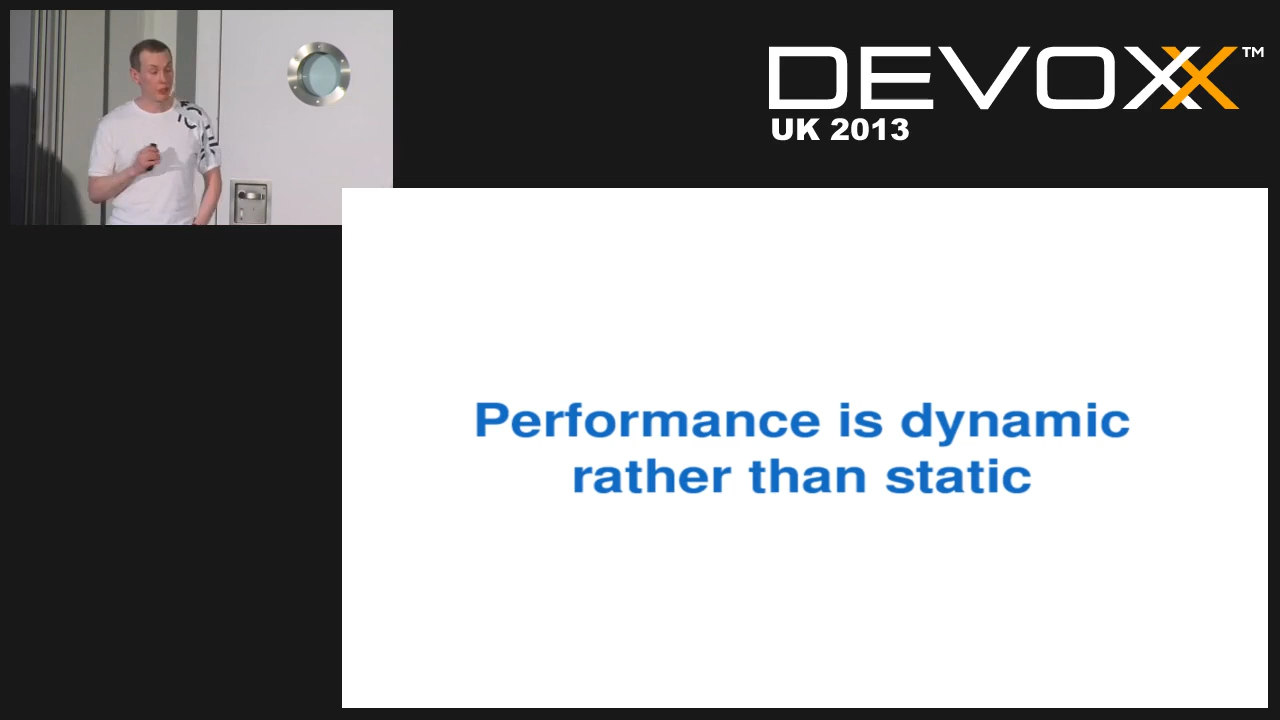 DEVOXX™
UK 2013
Performance is dynamic
rather than static